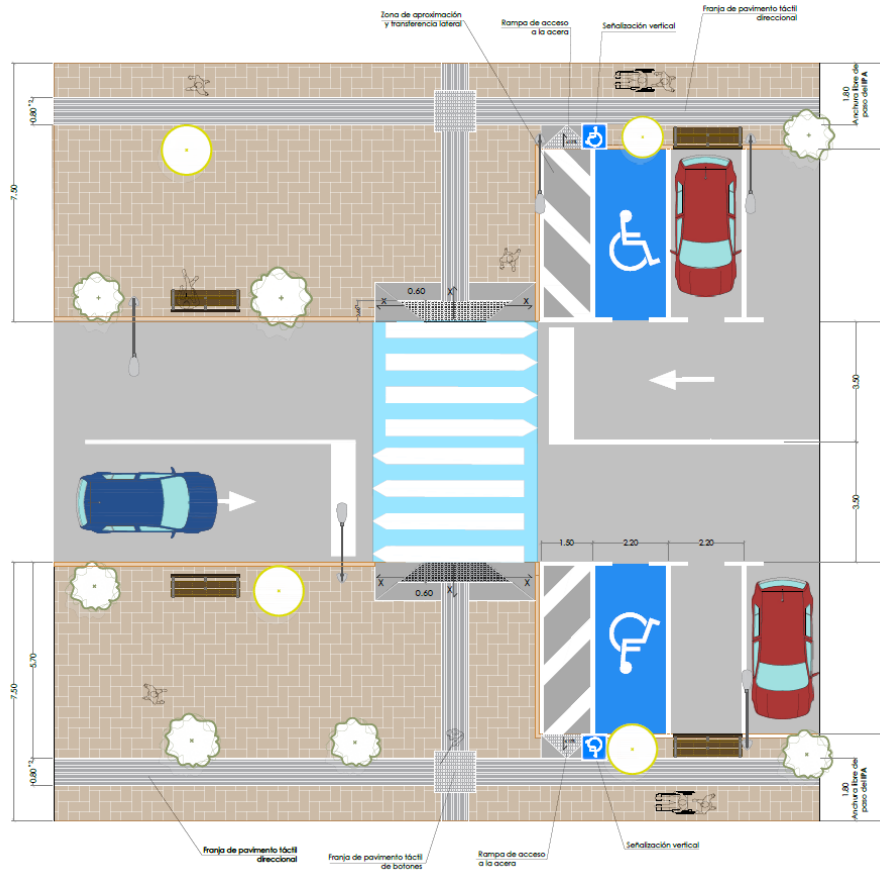 Zona de aproximación
y transferencia lateral
Rampa de acceso
a la acera
Señalización vertical
Franja de pavimento táctil
direccional
0.80*²
7.50
1.80
Anchura libre de
paso del IPA
0.60
X
X
X
3.50
3.50
1.50
2.20
2.20
X
X
X
0.60
5.70
7.50
0.80*²
1.80
Anchura libre de
paso del IPA
Franja de pavimento táctil
direccional
Franja de pavimento táctil
de botones
Rampa de acceso
a la acera
Señalización vertical